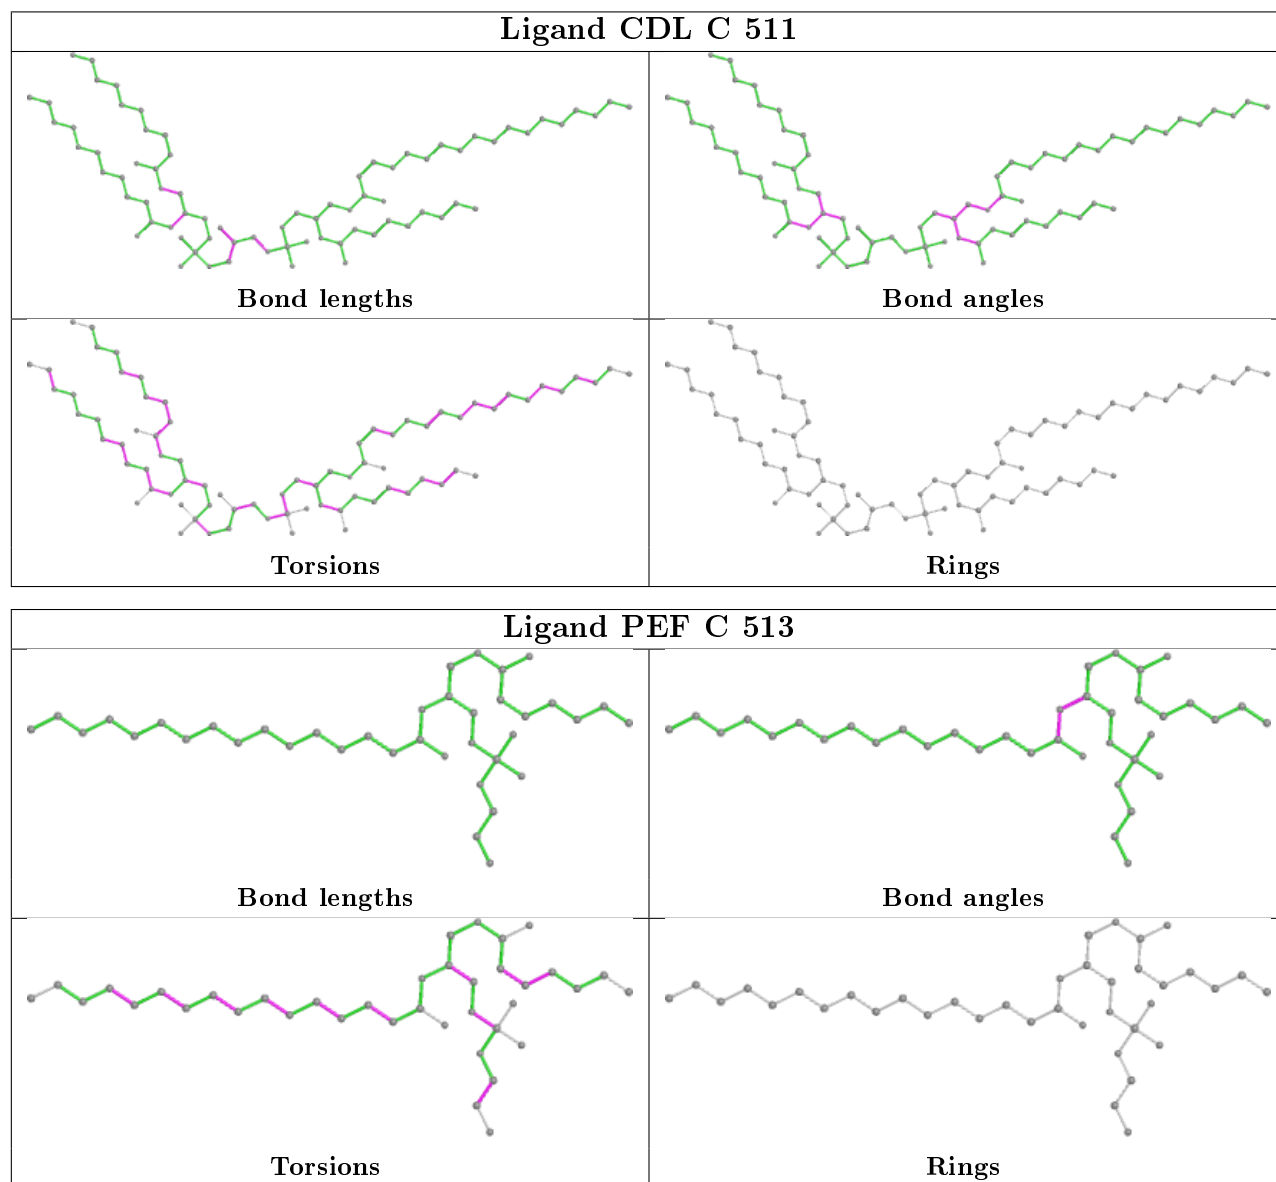 Ligand CDL C 511
Bond lengths
Bond angles
Torsions
Rings
Ligand PEF C 513
Bond lengths
Bond angles
Torsions
Rings